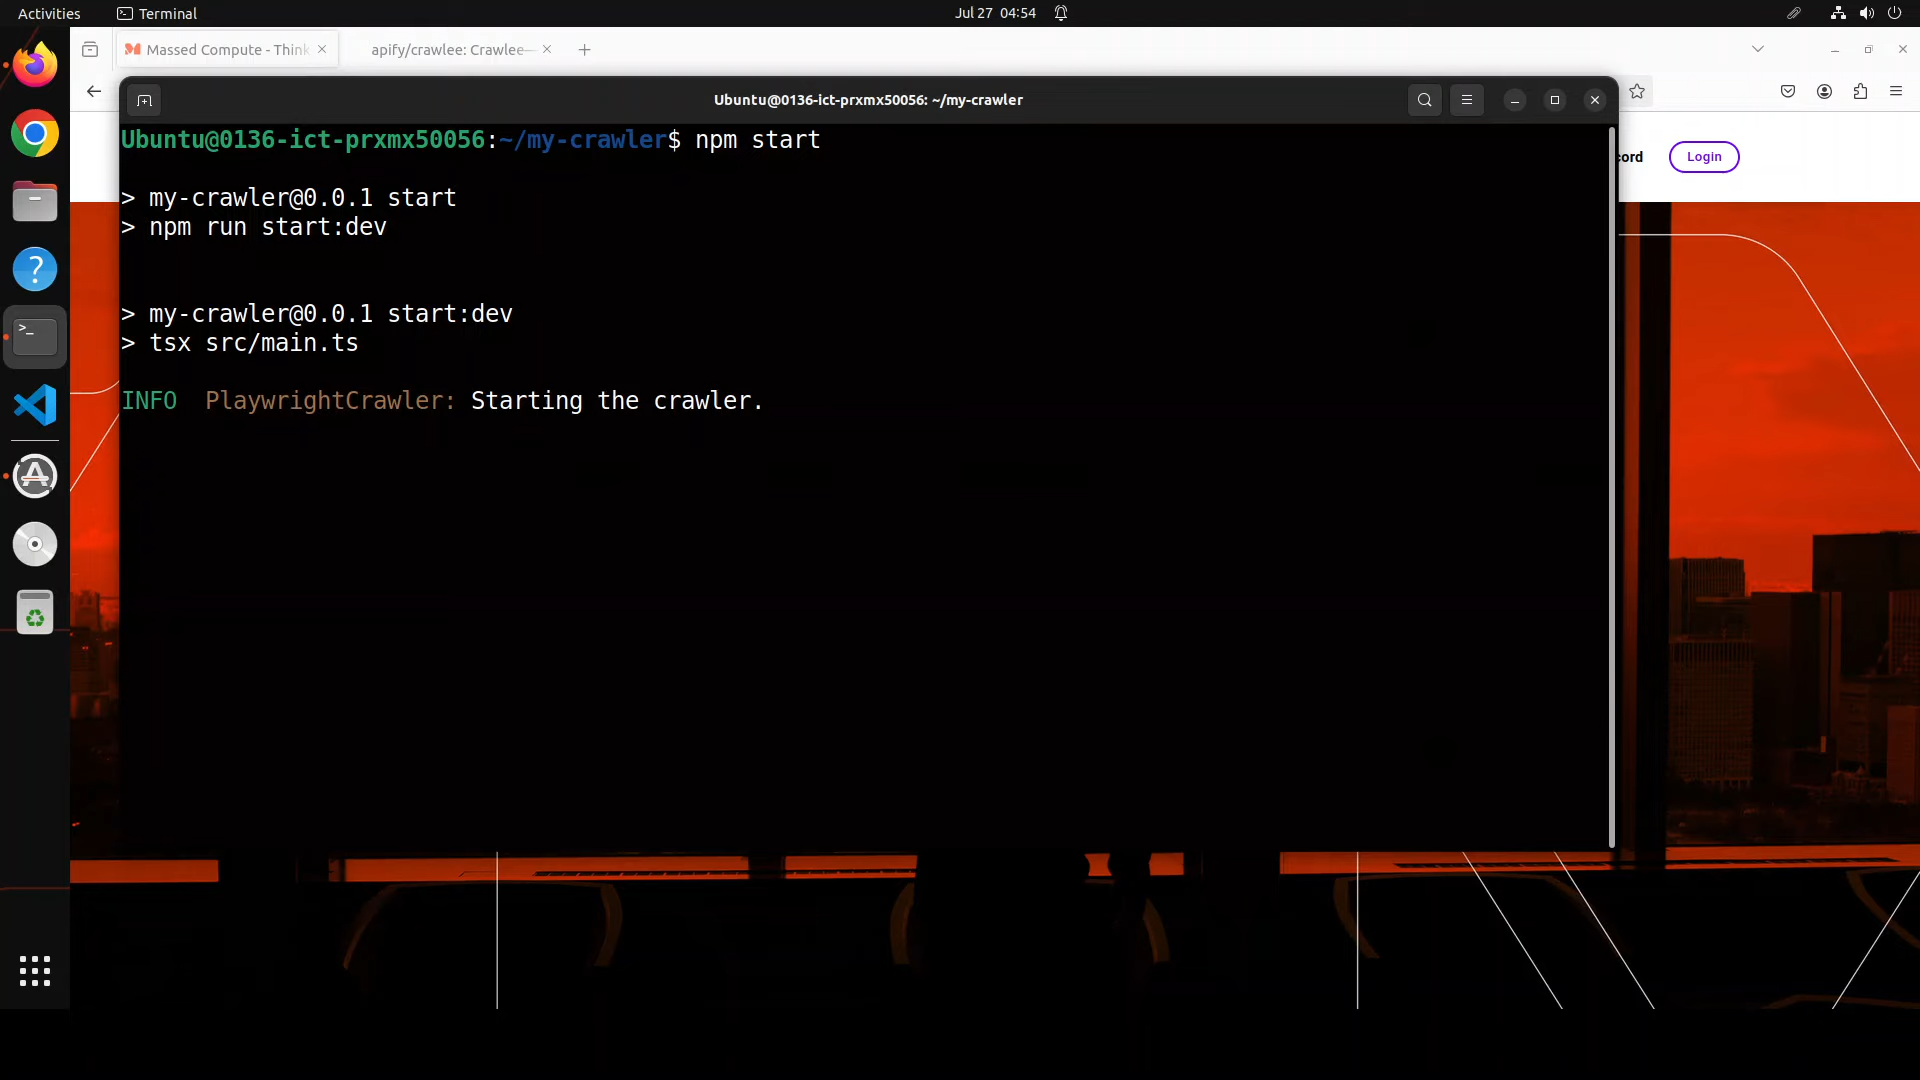 Activities
Terminal
Jul 27 04:54
Massed Compute - Think
apify/crawlee: Crawlee—
Ubuntu@0136-ict-prxmx50056: ~/my-crawler
Ubuntu@0136-ict-prxmx50056:~/my-crawler$ npm start
cord
Login
> my-crawler@0.0.1 start
> npm run start:dev
> my-crawler@0.0.1 start:dev
> tsx src/main.ts
INFO PlaywrightCrawler: Starting the crawler.